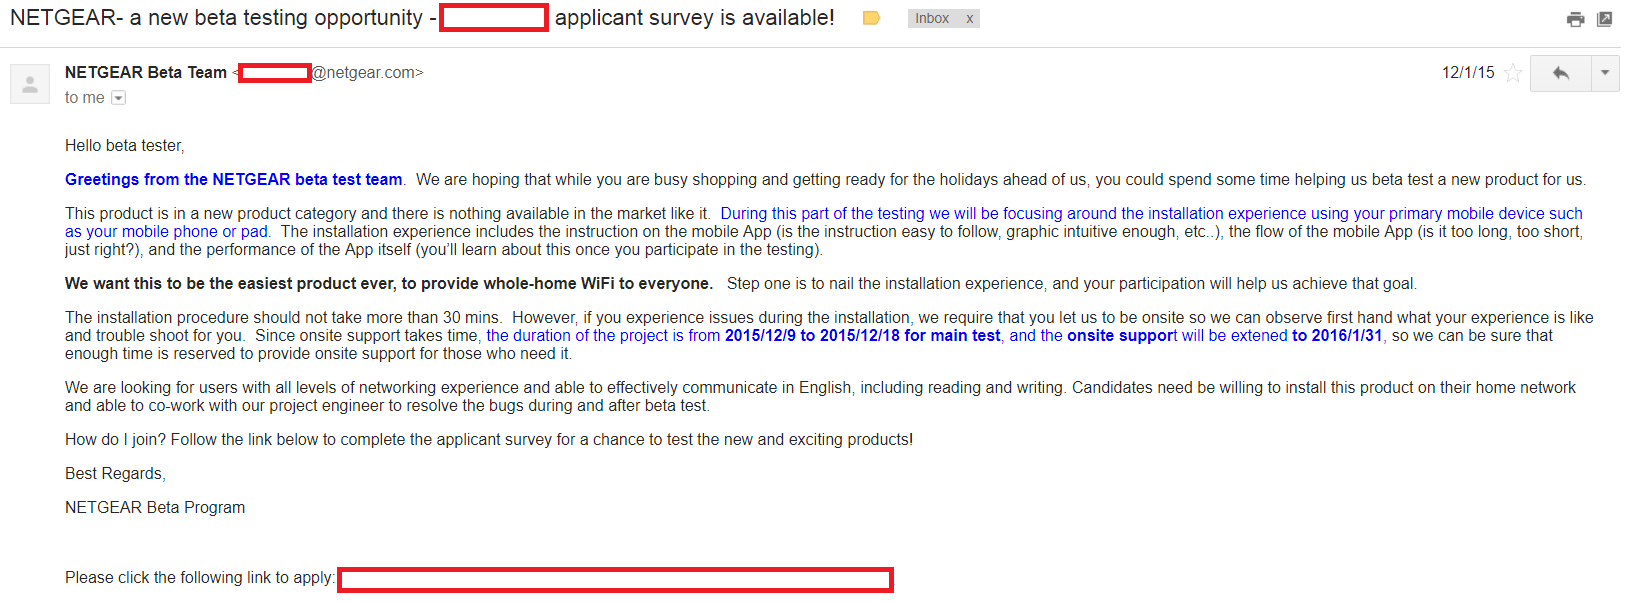 NETGEAR- a new beta testing opportunity - applicant survey is available! Inbox x
NETGEAR Beta Team < @netgear.com> 12/1/15
to me
Hello beta tester,
Greetings from the NETGEAR beta test team.  We are hoping that while you are busy shopping and getting ready for the holidays ahead of us, you could spend some time helping us beta test a new product for us.
This product is in a new product category and there is nothing available in the market like it.  During this part of the testing we will be focusing around the installation experience using your primary mobile device such
as your mobile phone or pad.  The installation experience includes the instruction on the mobile App (is the instruction easy to follow, graphic intuitive enough, etc..), the flow of the mobile App (is it too long, too short,
just right?), and the performance of the App itself (you’ll learn about this once you participate in the testing).
We want this to be the easiest product ever, to provide whole-home WiFi to everyone.   Step one is to nail the installation experience, and your participation will help us achieve that goal.
The installation procedure should not take more than 30 mins.  However, if you experience issues during the installation, we require that you let us to be onsite so we can observe first hand what your experience is like
and trouble shoot for you.  Since onsite support takes time, the duration of the project is from 2015/12/9 to 2015/12/18 for main test, and the onsite support will be extened to 2016/1/31, so we can be sure that
enough time is reserved to provide onsite support for those who need it.
We are looking for users with all levels of networking experience and able to effectively communicate in English, including reading and writing. Candidates need be willing to install this product on their home network
and able to co-work with our project engineer to resolve the bugs during and after beta test.
How do I join? Follow the link below to complete the applicant survey for a chance to test the new and exciting products!
Best Regards,
NETGEAR Beta Program
Please click the following link to apply: